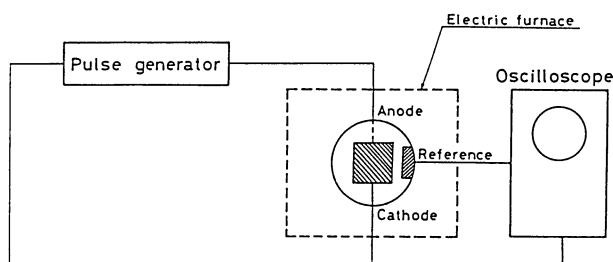 Electric furnace
Pulse generator
Oscilloscope
Anode
Reference
Cathode